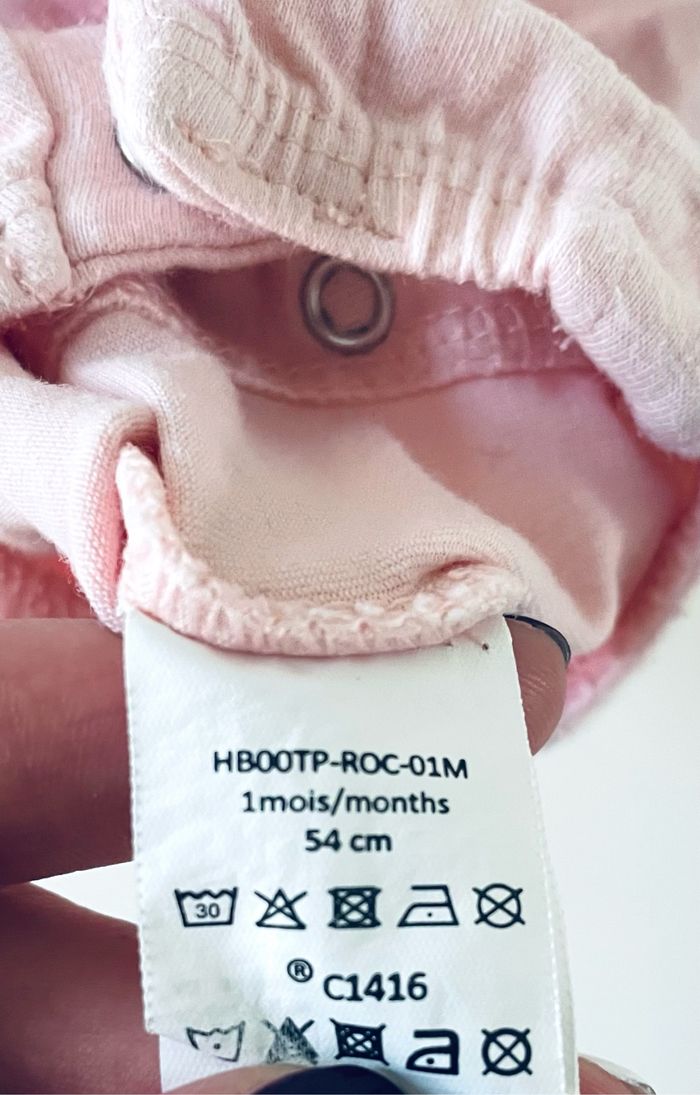 HB00TP-ROC-01M
1mois/months
54 cm
30
® C1416